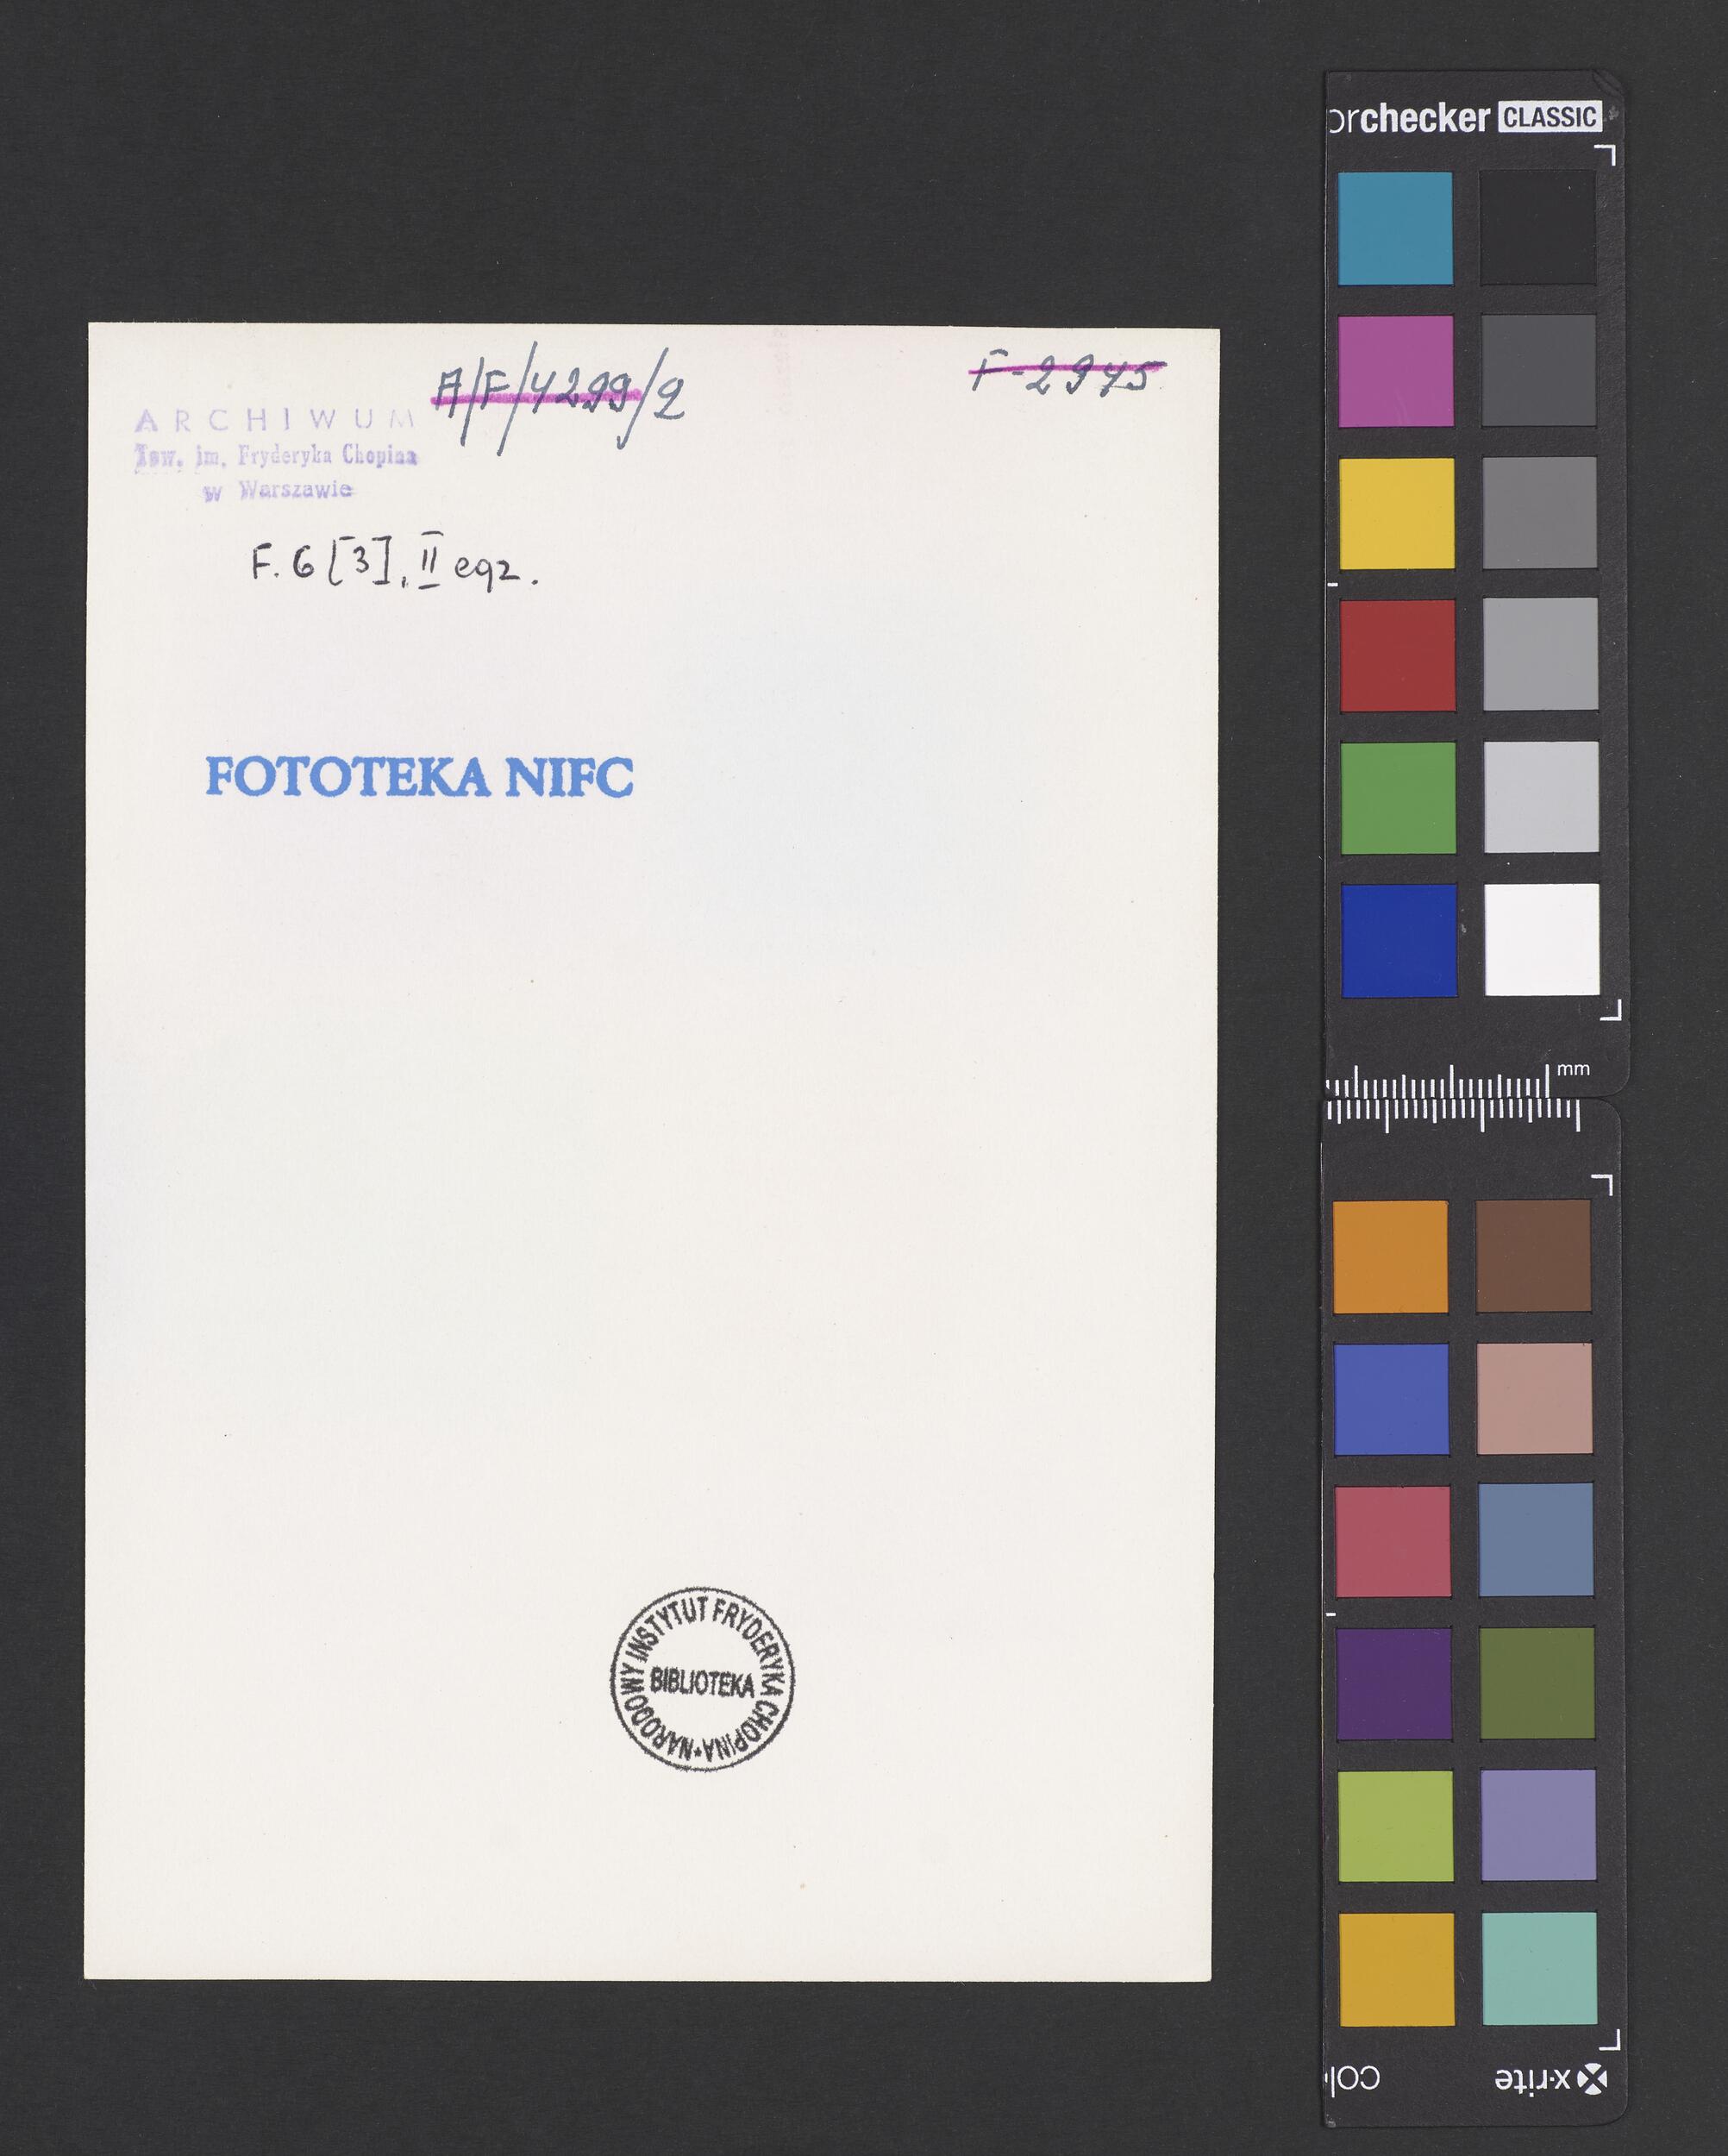 A/F/4299/2
F-2975
ARCHIWUM
Tow. im. Fryderyka Chopina
w Warszawie
F. 6 [3], II egz.
FOTOTEKA NIFC
NARODOWY INSTYTUT FRYDERYKA CHOPINA
BIBLIOTEKA
orchecker CLASSIC
mm
col
x·rite